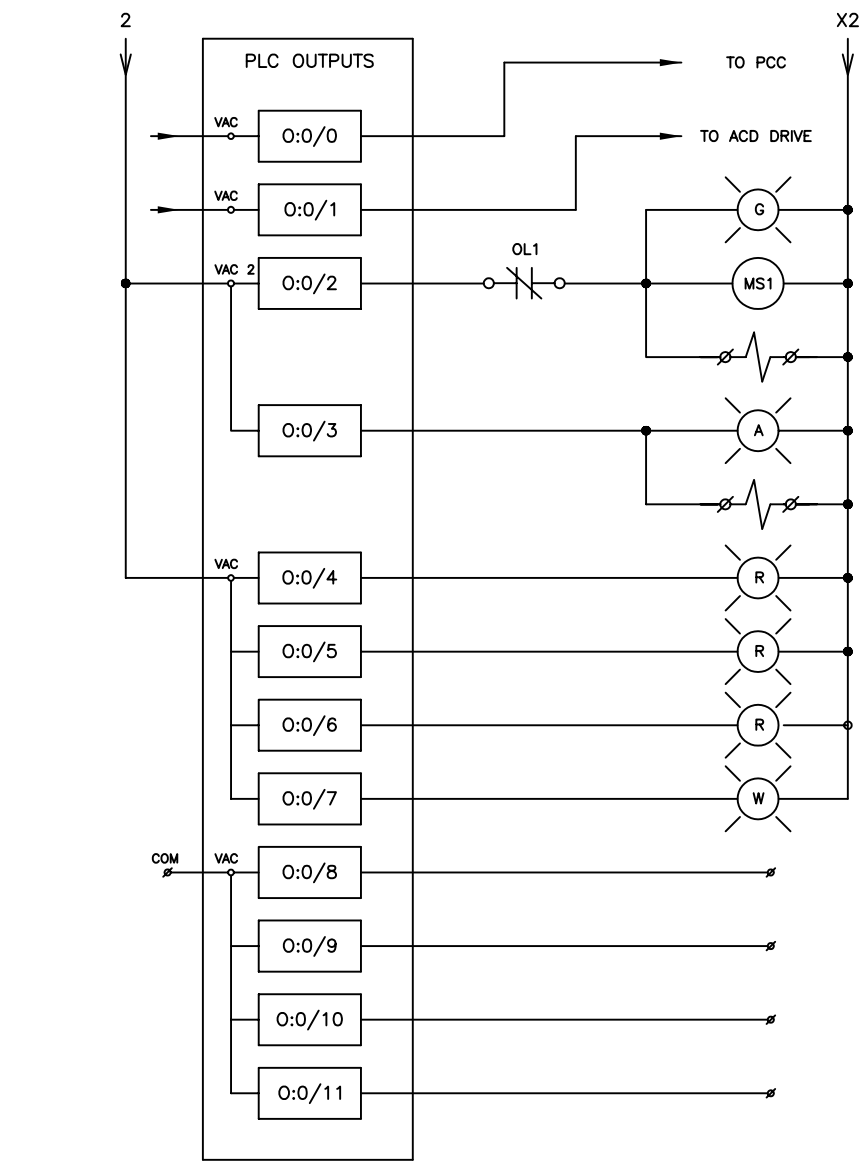 2
X2
PLC OUTPUTS
TO PCC
VAC
O:0/0
TO ACD DRIVE
VAC
O:0/1
G
OL1
VAC 2
O:0/2
MS1
O:0/3
A
VAC
O:0/4
R
O:0/5
R
O:0/6
R
O:0/7
W
COM
VAC
O:0/8
O:0/9
O:0/10
O:0/11